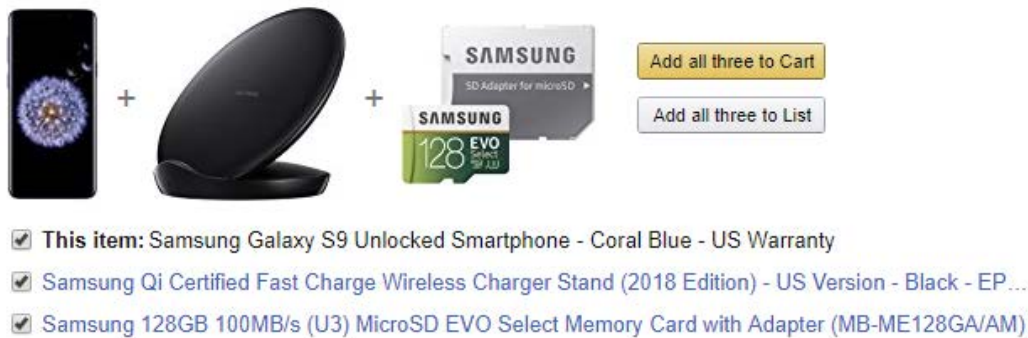 SAMSUNG
SD Adapter for microSD
SAMSUNG
128 EVO
Select
+
+
Add all three to Cart
Add all three to List
This item: Samsung Galaxy S9 Unlocked Smartphone - Coral Blue - US Warranty
Samsung Qi Certified Fast Charge Wireless Charger Stand (2018 Edition) - US Version - Black - EP…
Samsung 128GB 100MB/s (U3) MicroSD EVO Select Memory Card with Adapter (MB-ME128GA/AM)